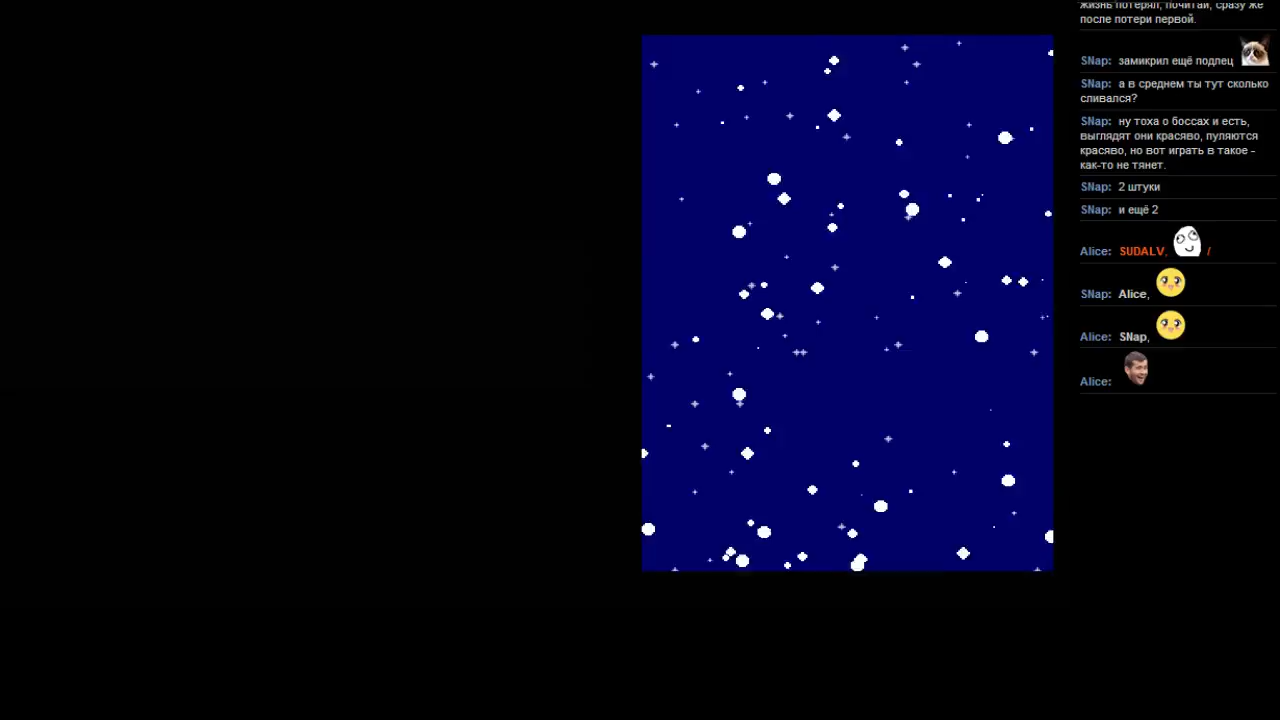 жизнь потерял, почитай, сразу же
после потери первой.
SNap: замикрил ещё подлец
SNap: а в среднем ты тут сколько
сливался?
SNap: ну тоха о боссах и есть,
выглядят они красяво, пуляются
красяво, но вот играть в такое -
как-то не тянет.
SNap: 2 штуки
SNap: и ещё 2
Alice: SUDALV, /
SNap: Alice,
Alice: SNap,
Alice: